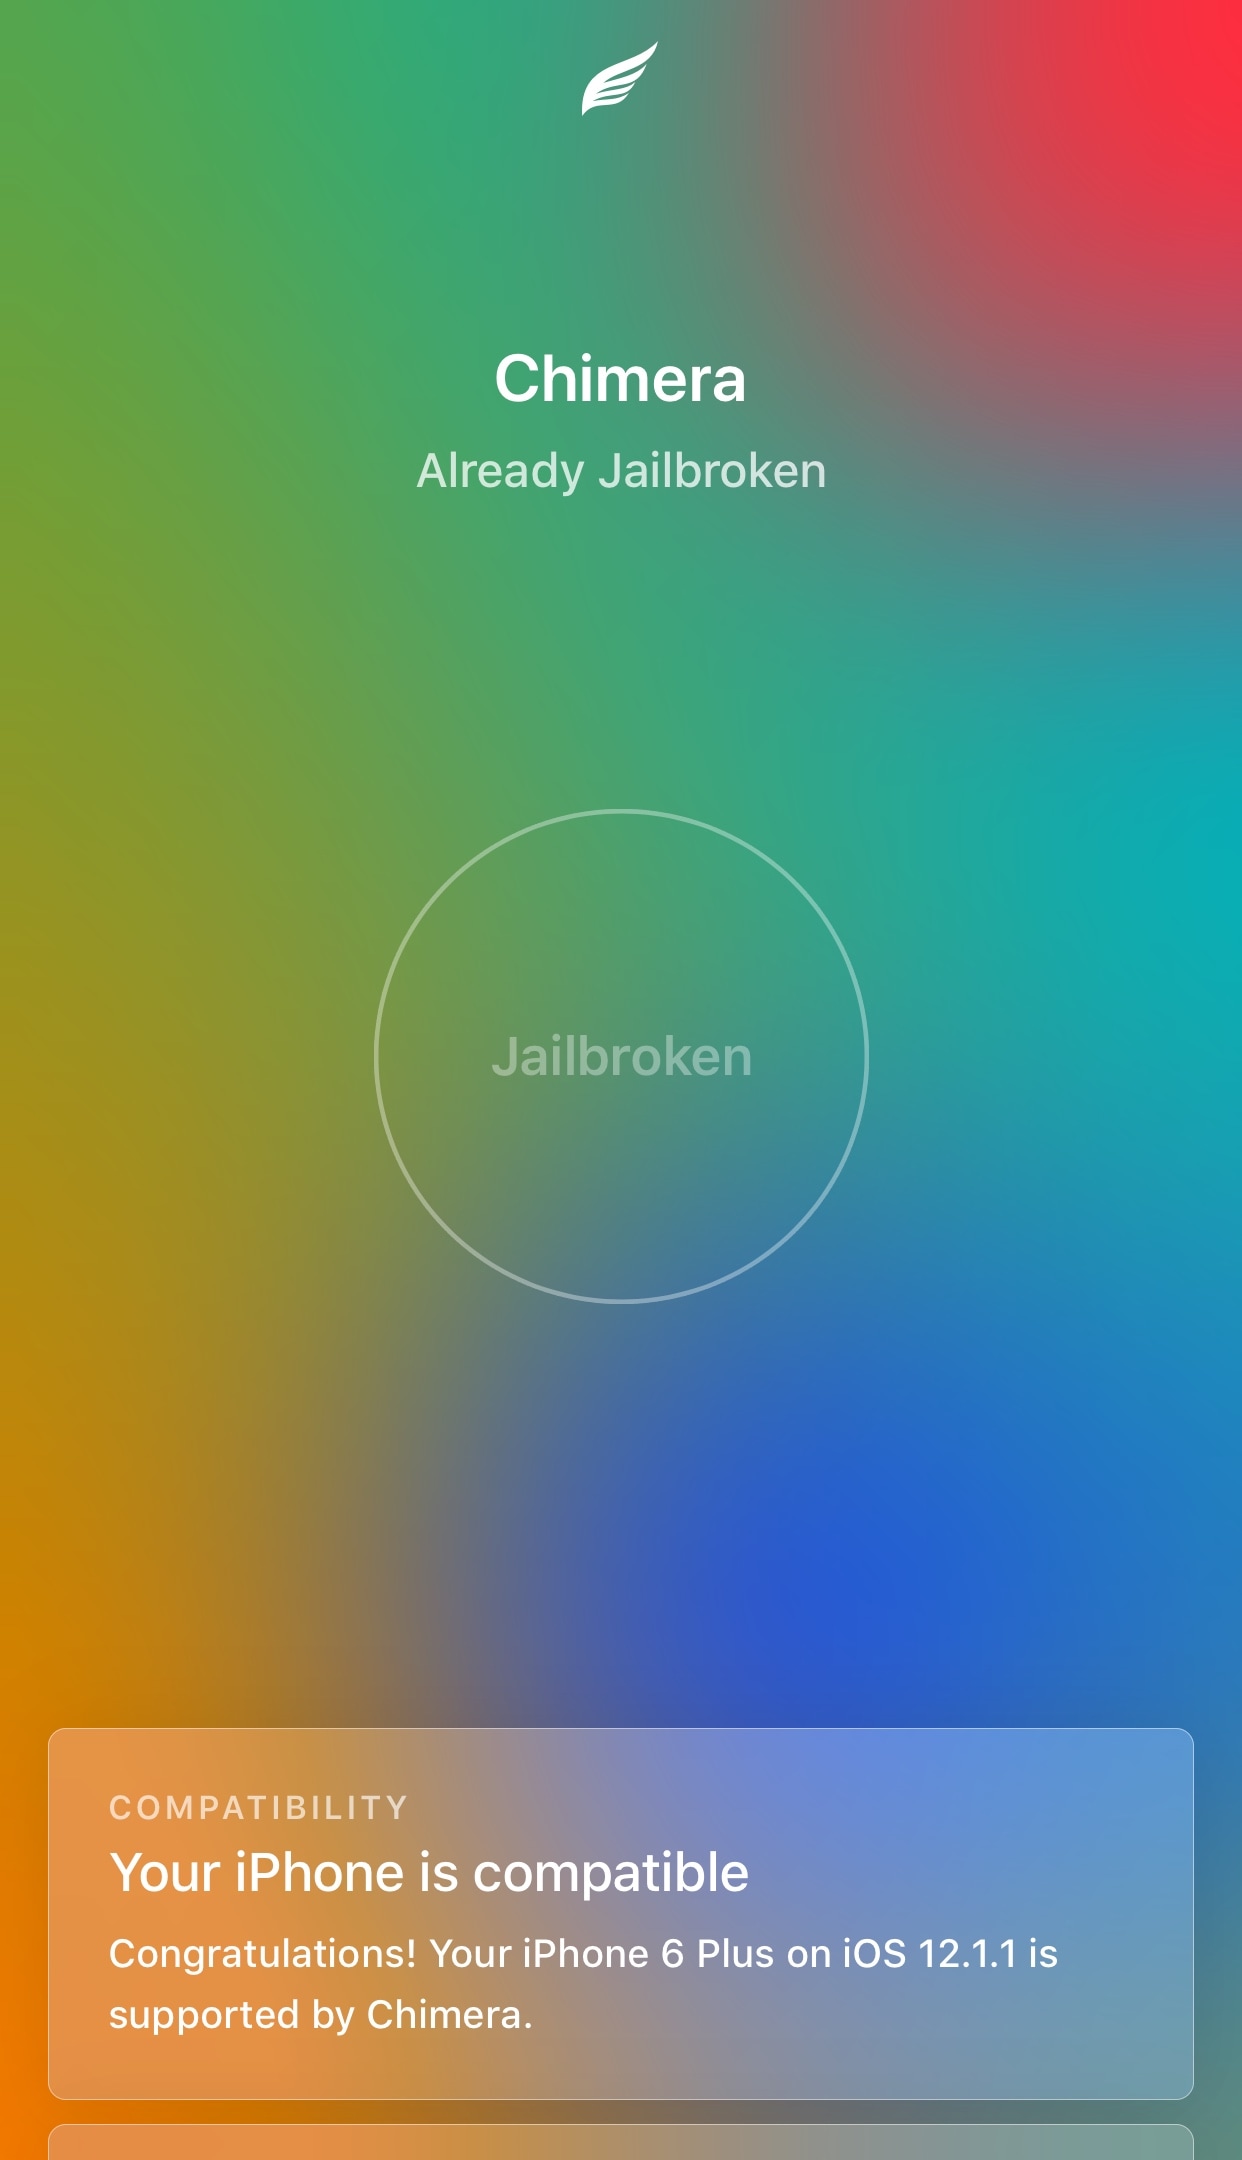 Chimera
Already Jailbroken
Jailbroken
COMPATIBILITY
Your iPhone is compatible
Congratulations! Your iPhone 6 Plus on iOS 12.1.1 is
supported by Chimera.